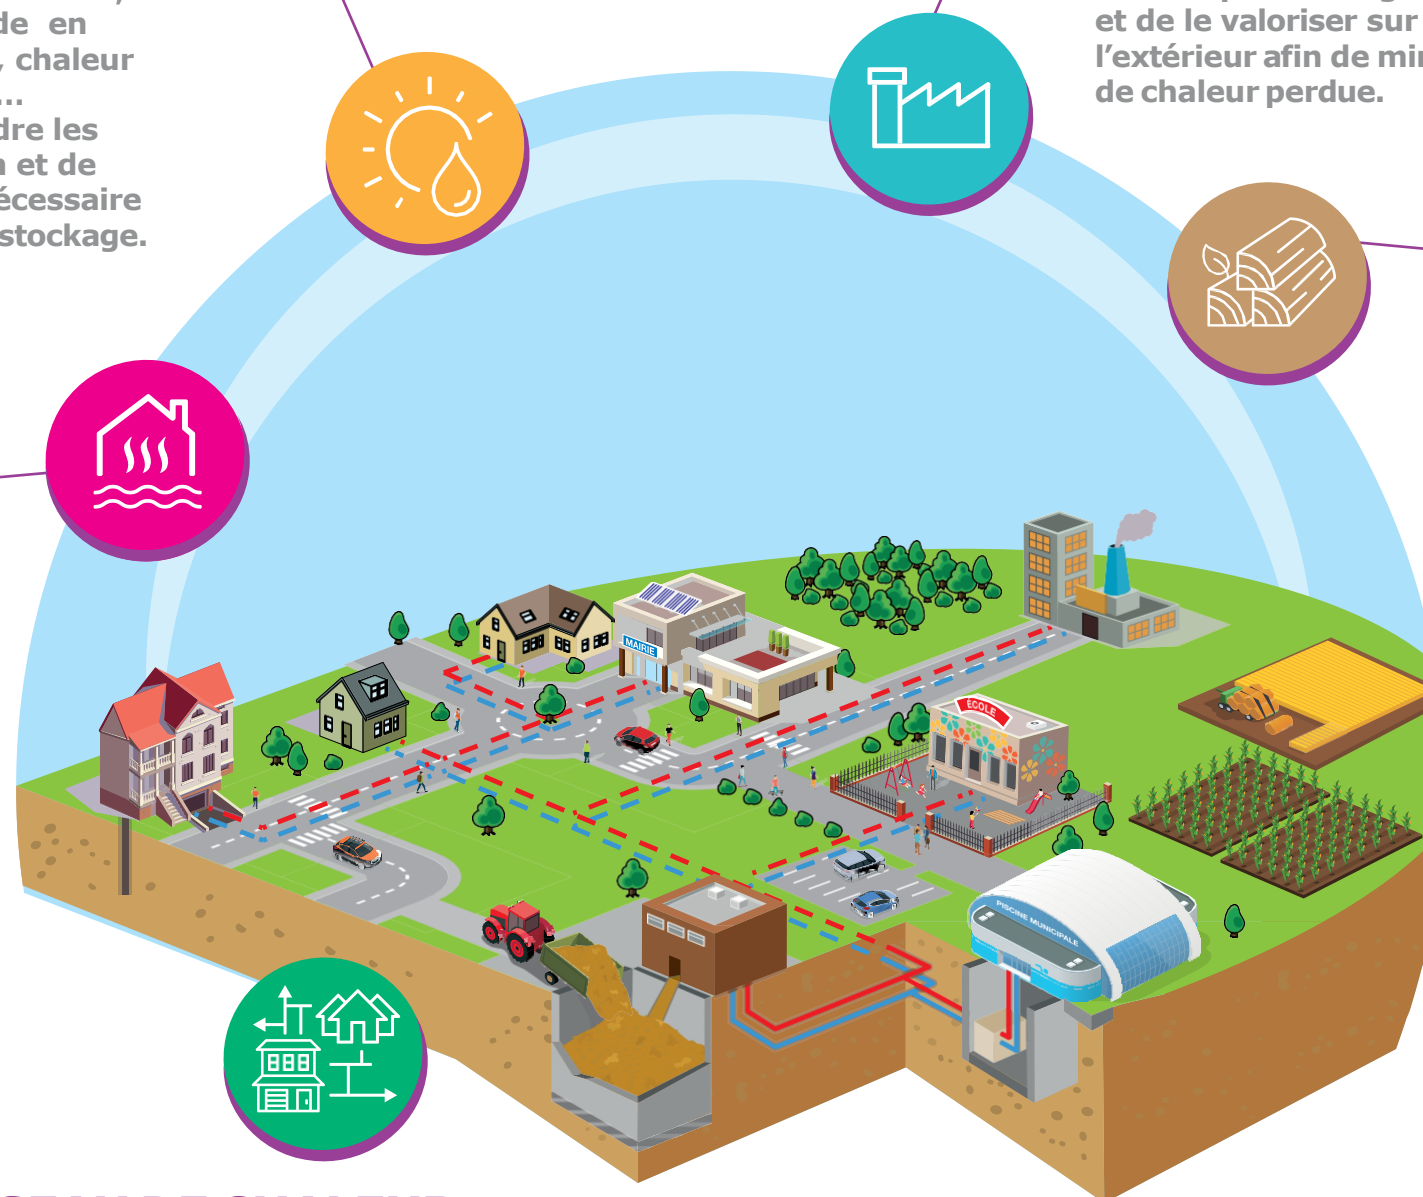 de en
, chaleur
...
dre les
n et de
écessaire
stockage.
et de le valoriser sur
l'extérieur afin de min
de chaleur perdue.
MAIRIE
ECOLE
PISCINE MUNICIPALE